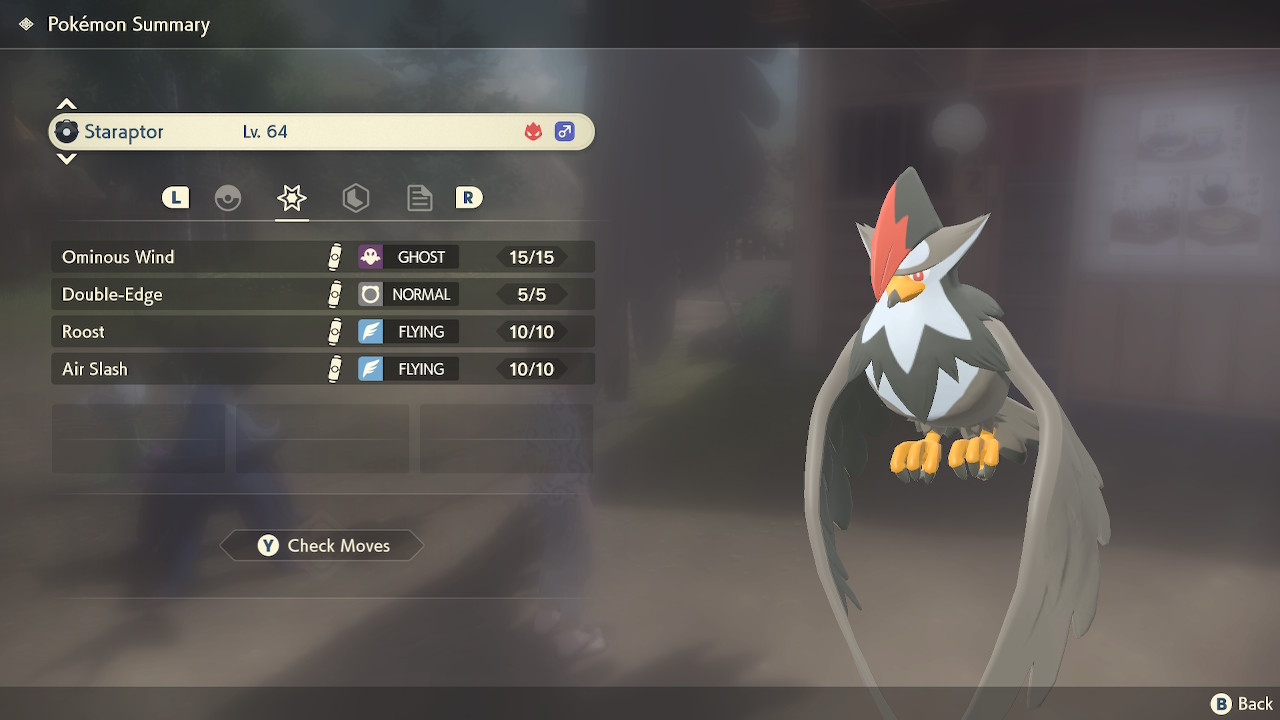 Pokémon Summary
Staraptor Lv. 64
L R
Ominous Wind GHOST 15/15
Double-Edge NORMAL 5/5
Roost FLYING 10/10
Air Slash FLYING 10/10
Y Check Moves
B Back